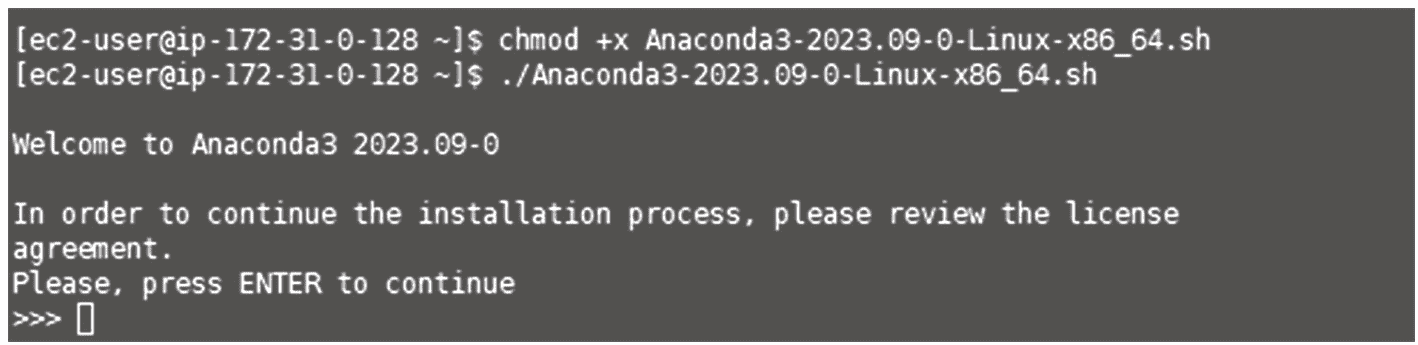 [ec2-user@ip-172-31-0-128 ~]$ chmod +x Anaconda3-2023.09-0-Linux-x86_64.sh
[ec2-user@ip-172-31-0-128 ~]$ ./Anaconda3-2023.09-0-Linux-x86_64.sh
Welcome to Anaconda3 2023.09-0
In order to continue the installation process, please review the license
agreement.
Please, press ENTER to continue
>>>